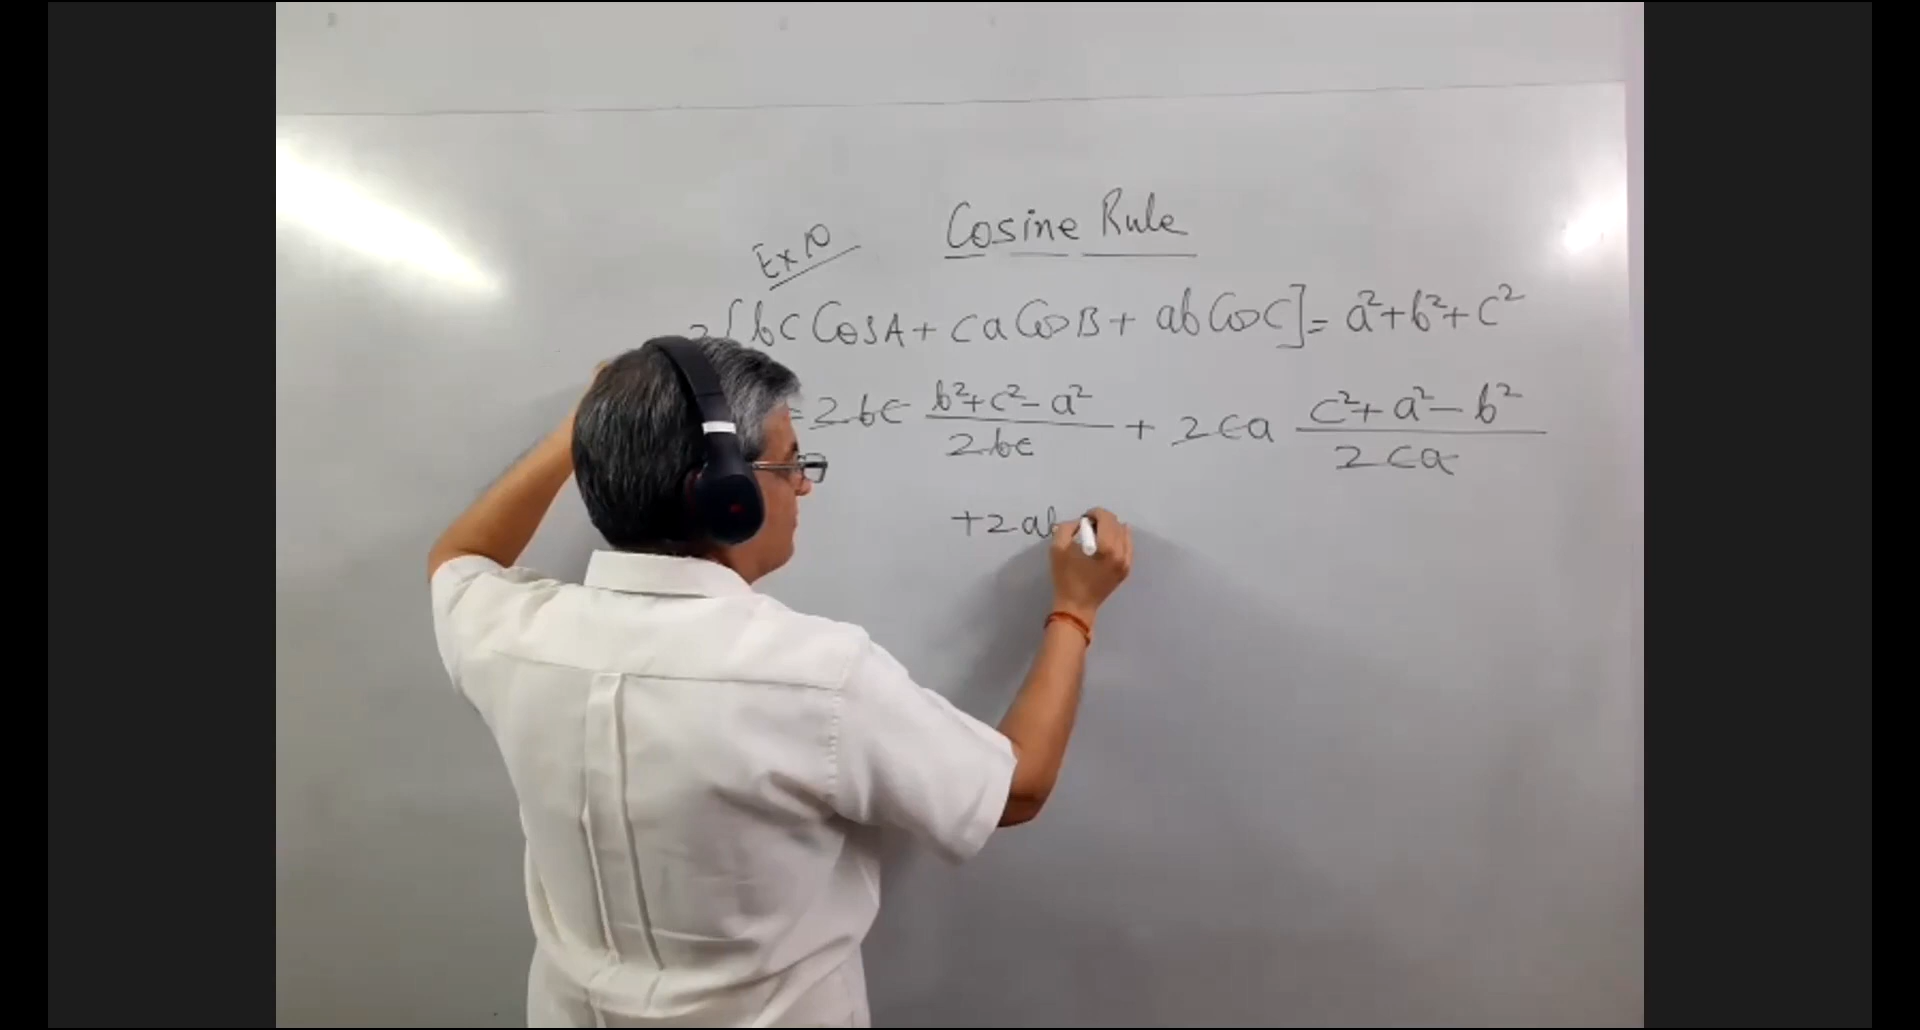 Cosine Rule
Ex 10
2[bc CosA + ca CosB + ab CosC] = a²+b²+c²
= 2bc (b²+c²-a²)/(2bc) + 2ca (c²+a²-b²)/(2ca)
+2ab